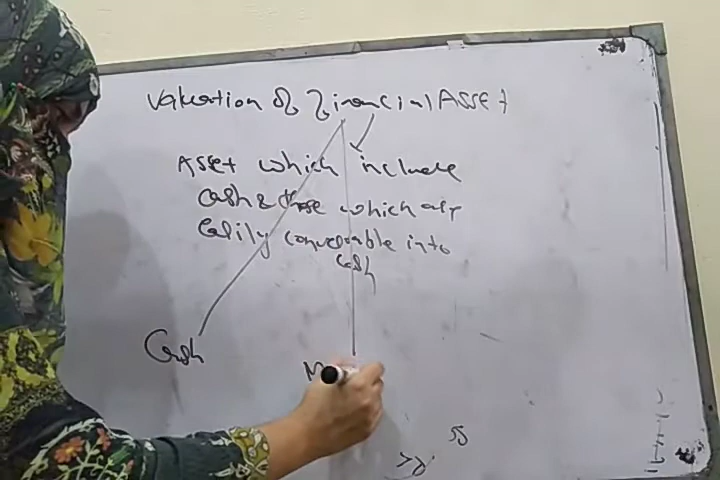 Valuation of Financial ASSET
Asset which include
cash & those which are
easily convertable into
Cash
Cash
M